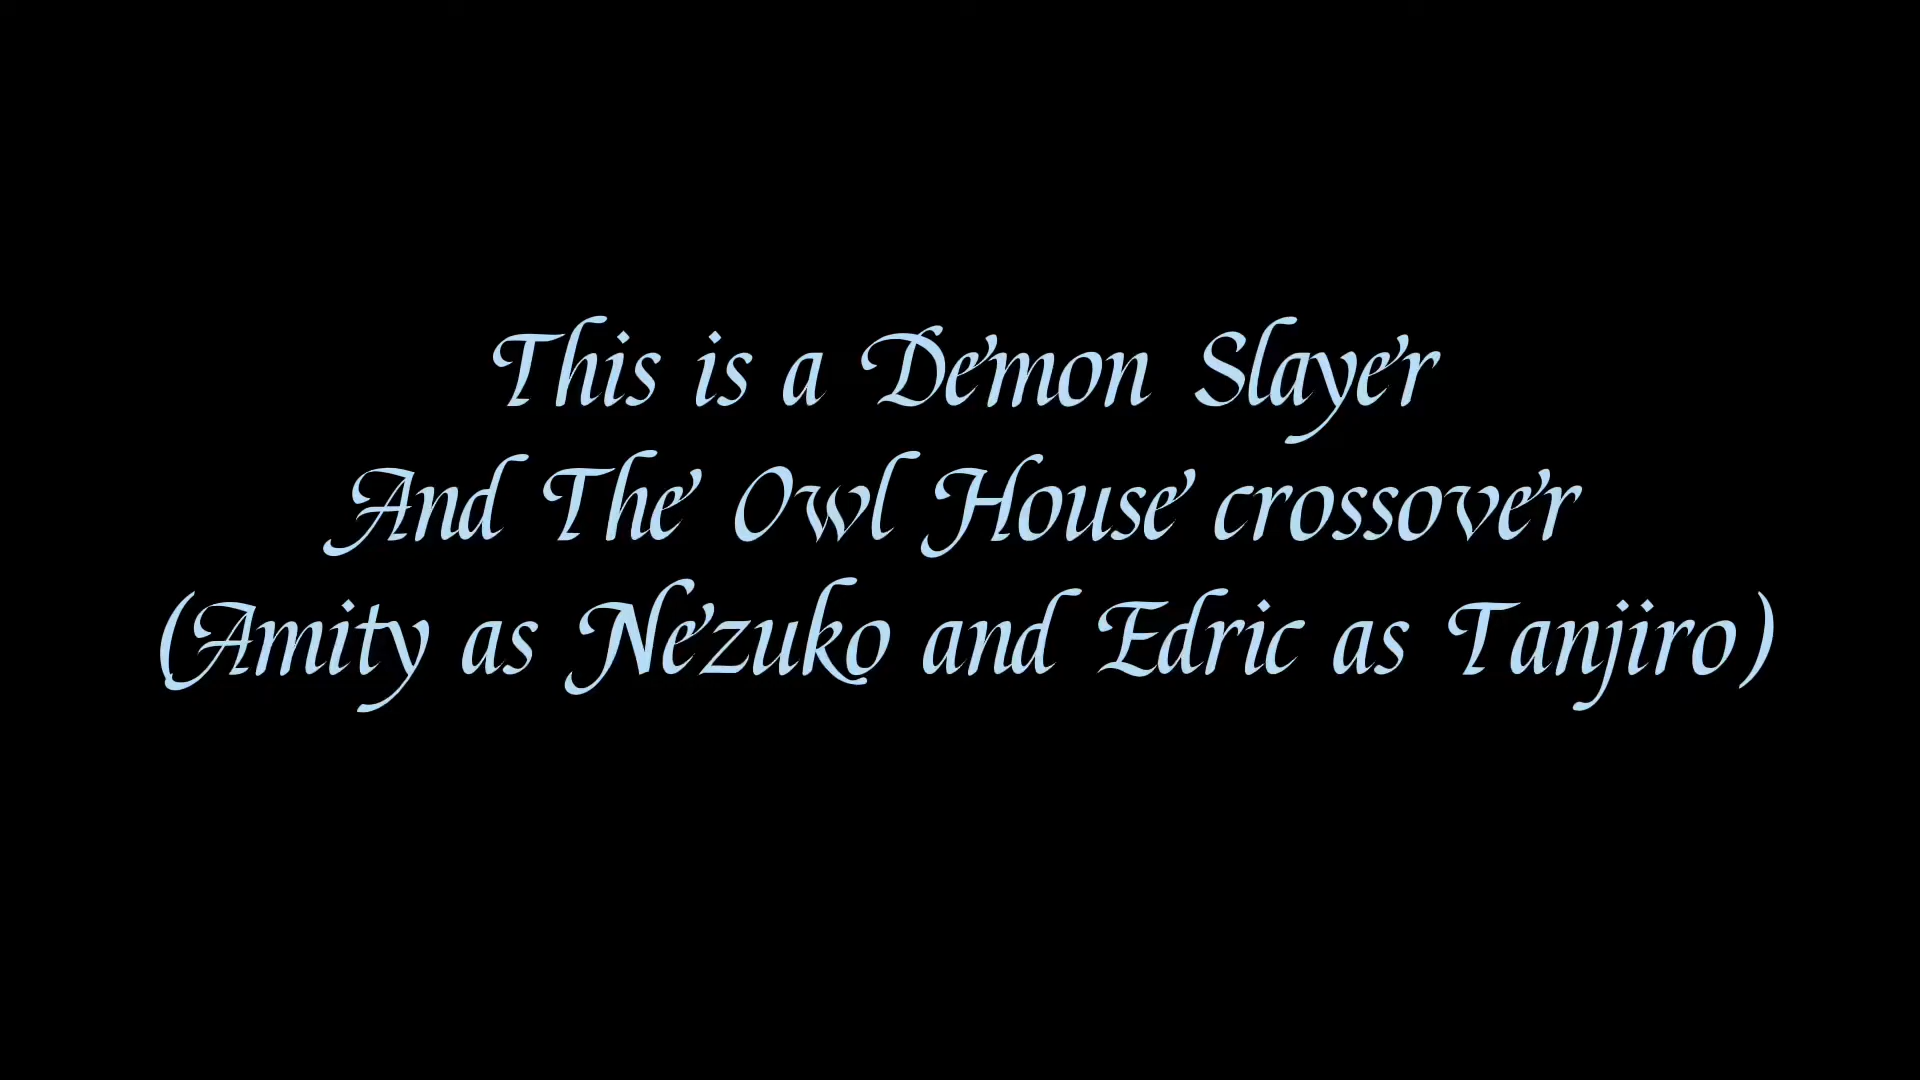 This is a Demon Slayer
And The Owl House crossover
(Amity as Nezuko and Edric as Tanjiro)